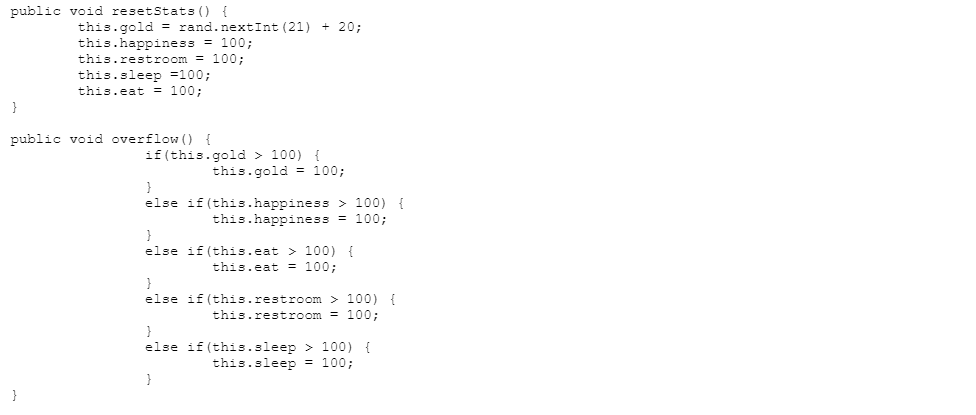 public void resetStats() {
        this.gold = rand.nextInt(21) + 20;
        this.happiness = 100;
        this.restroom = 100;
        this.sleep =100;
        this.eat = 100;
}

public void overflow() {
                if(this.gold > 100) {
                        this.gold = 100;
                }
                else if(this.happiness > 100) {
                        this.happiness = 100;
                }
                else if(this.eat > 100) {
                        this.eat = 100;
                }
                else if(this.restroom > 100) {
                        this.restroom = 100;
                }
                else if(this.sleep > 100) {
                        this.sleep = 100;
                }
}